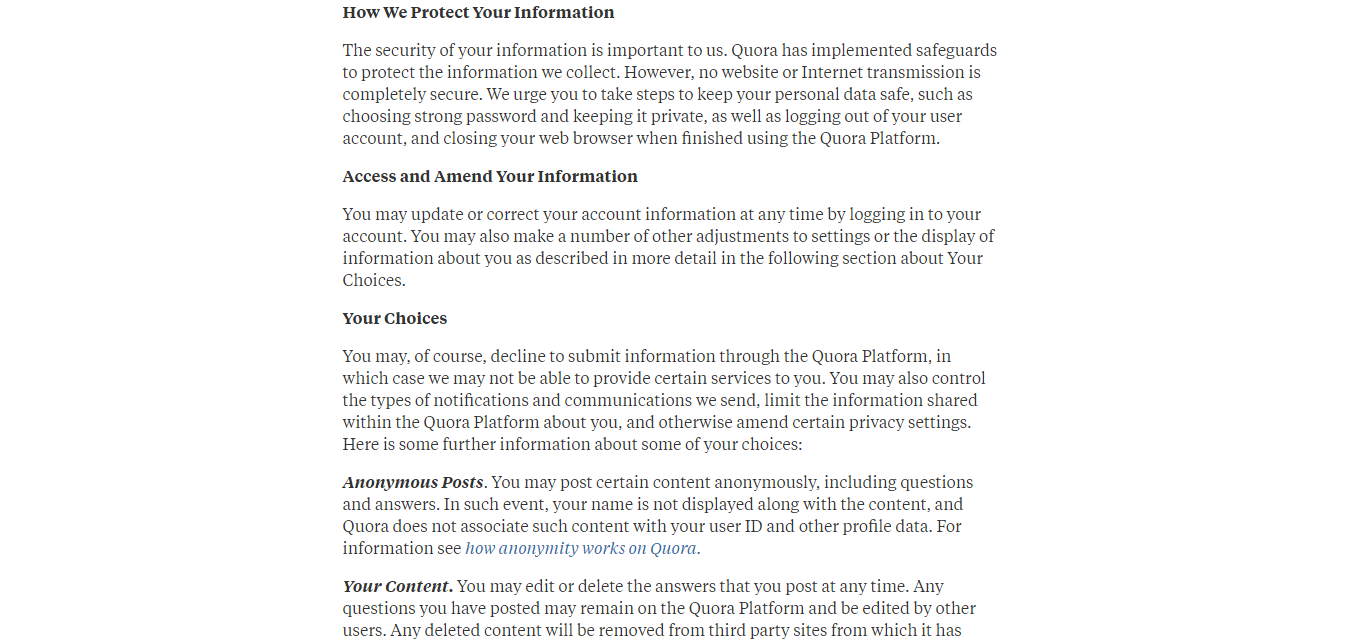 How We Protect Your Information
The security of your information is important to us. Quora has implemented safeguards
to protect the information we collect. However, no website or Internet transmission is
completely secure. We urge you to take steps to keep your personal data safe, such as
choosing strong password and keeping it private, as well as logging out of your user
account, and closing your web browser when finished using the Quora Platform.
Access and Amend Your Information
You may update or correct your account information at any time by logging in to your
account. You may also make a number of other adjustments to settings or the display of
information about you as described in more detail in the following section about Your
Choices.
Your Choices
You may, of course, decline to submit information through the Quora Platform, in
which case we may not be able to provide certain services to you. You may also control
the types of notifications and communications we send, limit the information shared
within the Quora Platform about you, and otherwise amend certain privacy settings.
Here is some further information about some of your choices:
Anonymous Posts. You may post certain content anonymously, including questions
and answers. In such event, your name is not displayed along with the content, and
Quora does not associate such content with your user ID and other profile data. For
information see how anonymity works on Quora.
Your Content. You may edit or delete the answers that you post at any time. Any
questions you have posted may remain on the Quora Platform and be edited by other
users. Any deleted content will be removed from third party sites from which it has